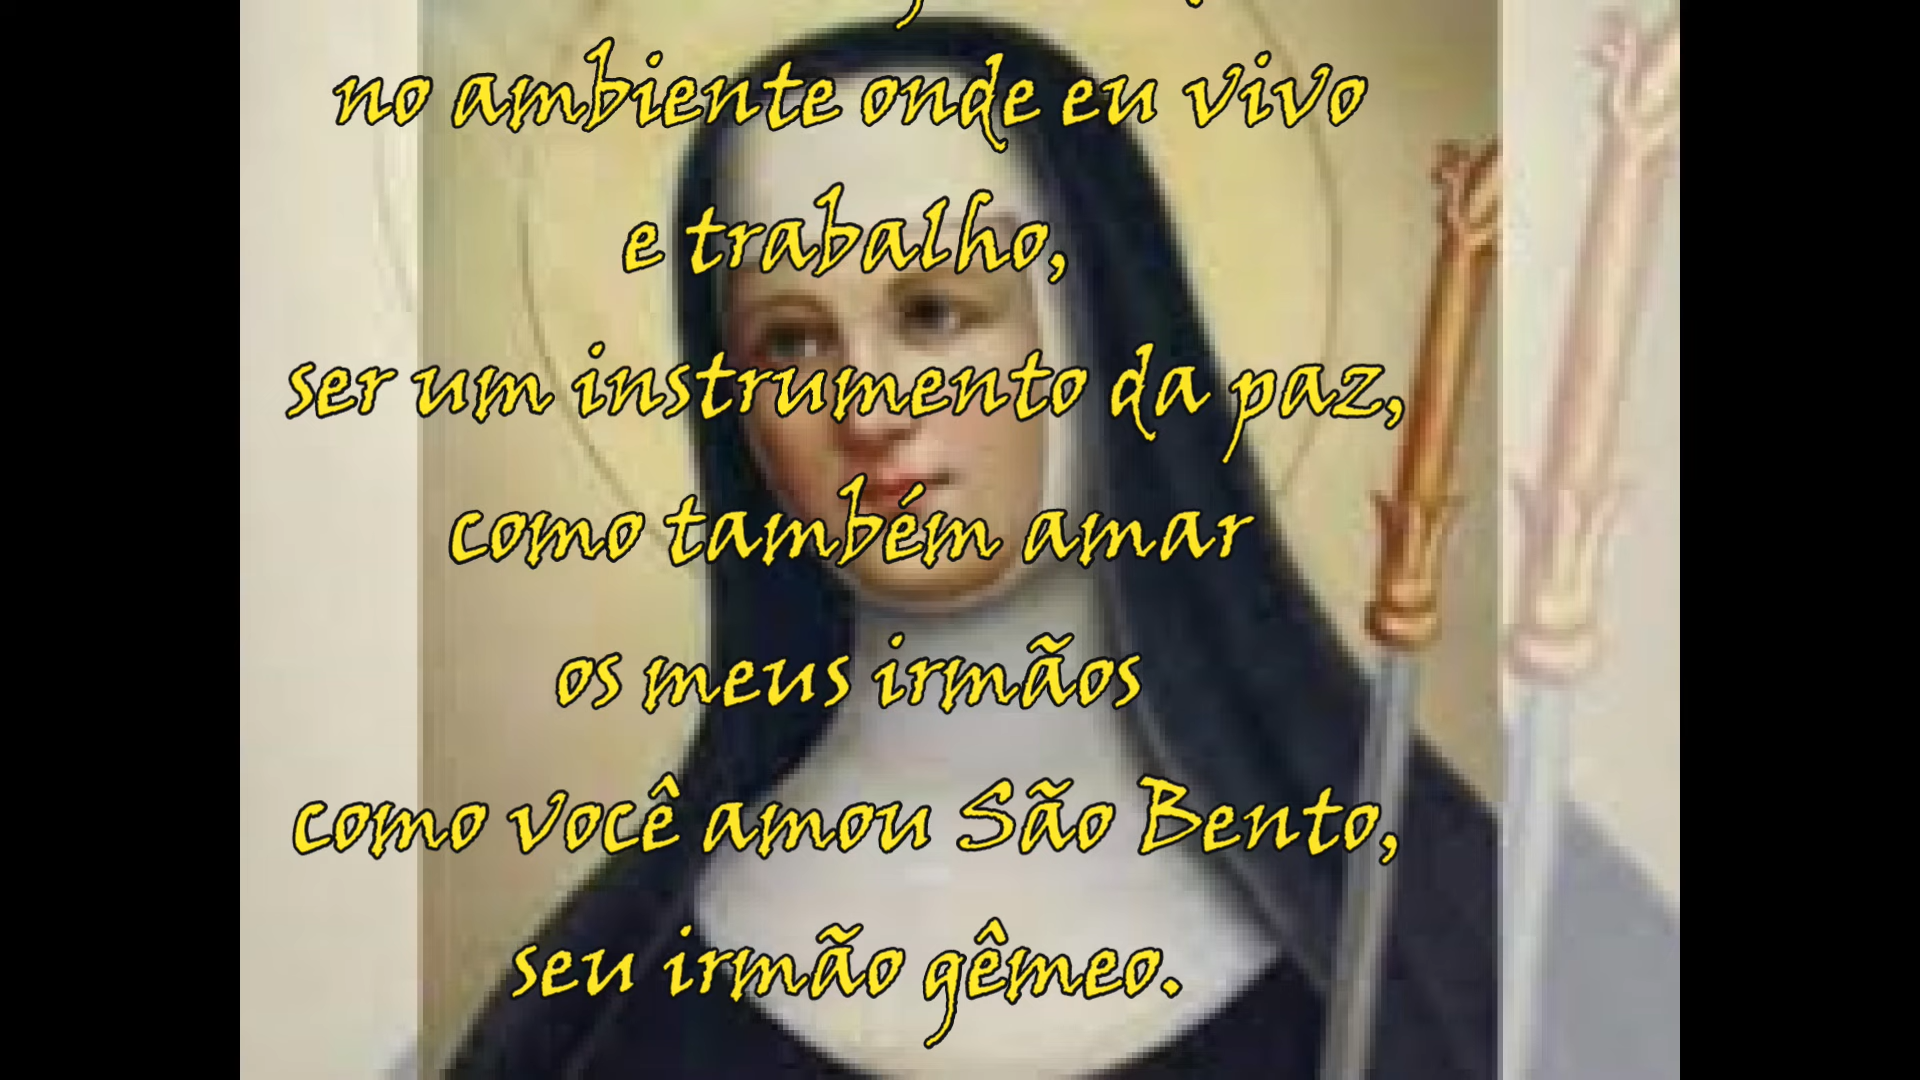 no ambiente onde eu vivo
e trabalho,
ser um instrumento da paz,
como também amar
os meus irmãos
como você amou São Bento,
seu irmão gêmeo.